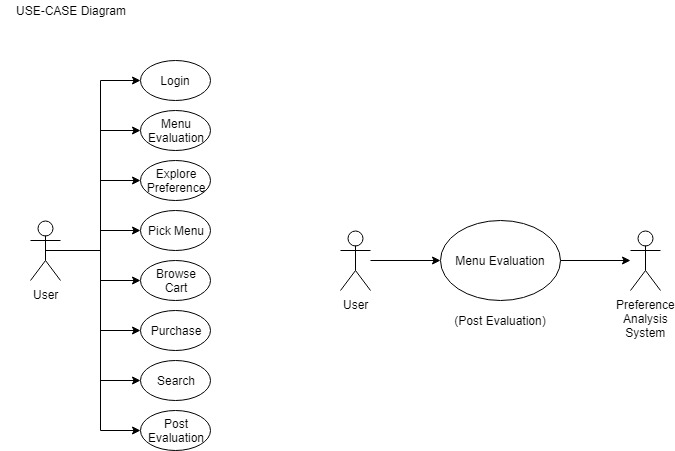 USE-CASE Diagram
Login
Menu
Evaluation
Explore
Preference
Pick Menu
Browse
Cart
Purchase
Search
Post
Evaluation
User
Menu Evaluation
(Post Evaluation)
User
Preference
Analysis
System